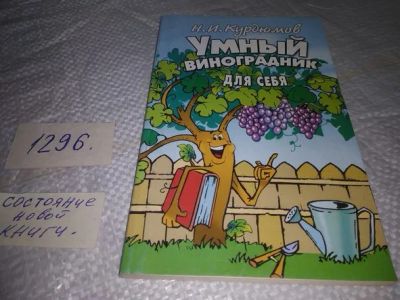 Н.И. Курдюмов
УМНЫЙ
ВИНОГРАДНИК
ДЛЯ СЕБЯ
1296.
состояние
новой
книги.